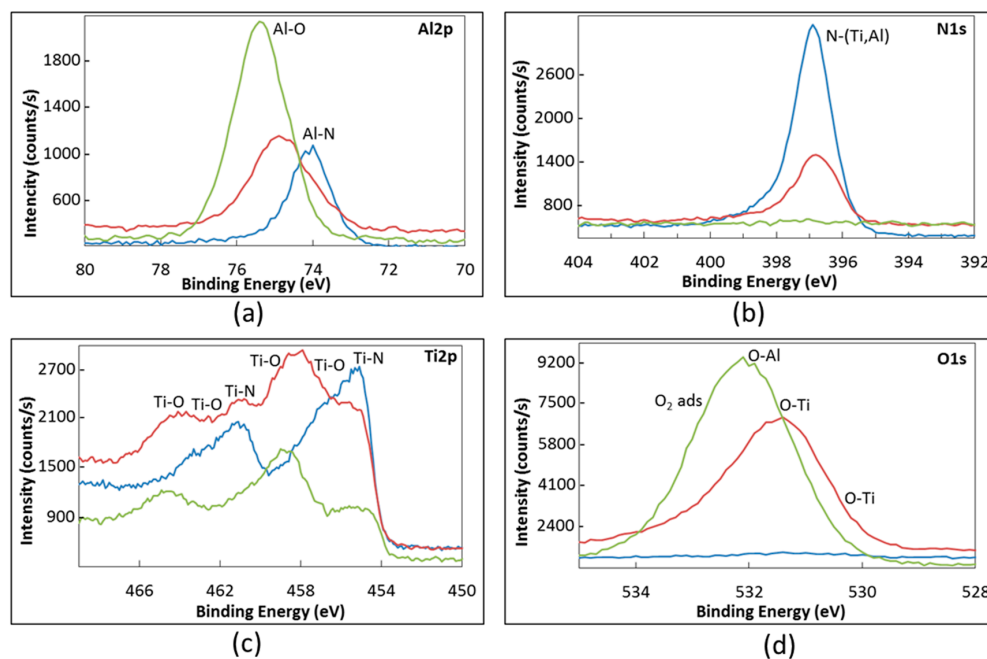 Al2p
Al-O
Al-N
Intencity (counts/s)
1800
1400
1000
600
80 78 76 74 72 70
Binding Energy (eV)
(a)
N1s
N-(Ti,Al)
Intensity (counts/s)
2600
2000
1400
800
404 402 400 398 396 394 392
Binding Energy (eV)
(b)
Ti2p
Ti-O Ti-O Ti-N Ti-O Ti-O Ti-N
Intensity (counts/s)
2700
2100
1500
900
466 462 458 454 450
Binding Energy (eV)
(c)
O1s
O-Al
O2 ads
O-Ti
O-Ti
Intensity (counts/s)
9200
7500
5800
4100
2400
534 532 530 528
Binding Energy (eV)
(d)